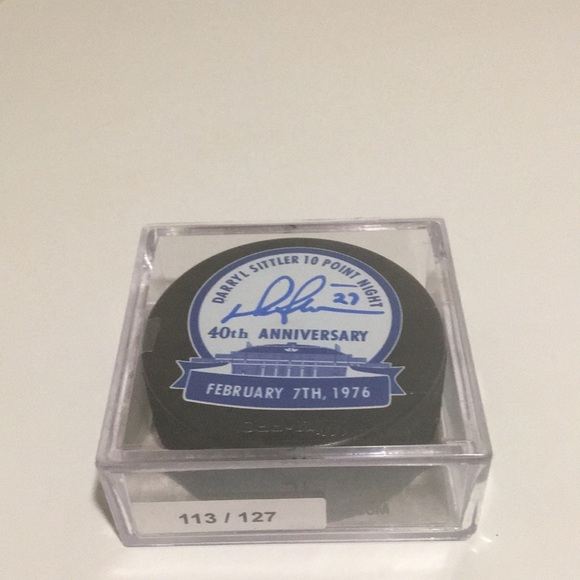 DARRYL SITTLER 10 POINT NIGHT
27
40th ANNIVERSARY
FEBRUARY 7TH, 1976
113 / 127